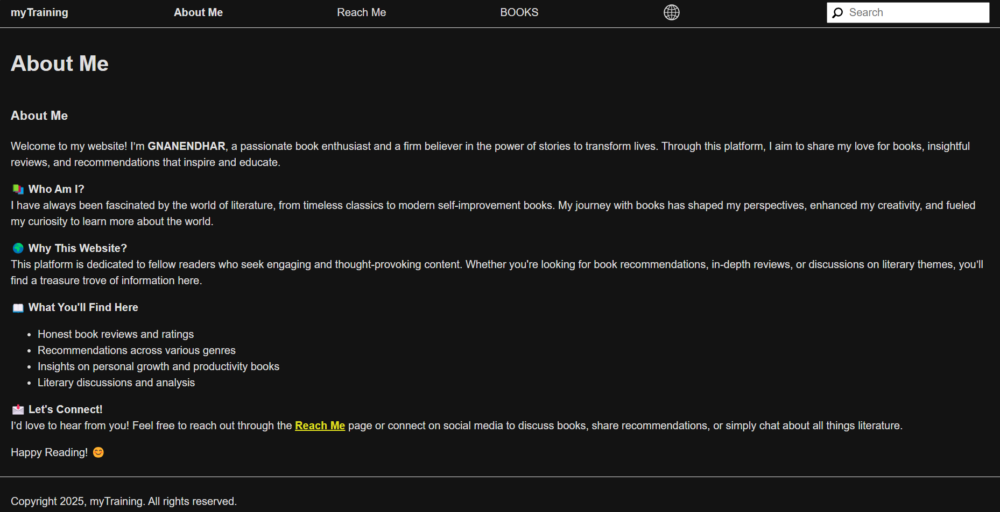 myTraining About Me Reach Me BOOKS Search
About Me
About Me
Welcome to my website! I’m GNANENDHAR, a passionate book enthusiast and a firm believer in the power of stories to transform lives. Through this platform, I aim to share my love for books, insightful
reviews, and recommendations that inspire and educate.
📚 Who Am I?
I have always been fascinated by the world of literature, from timeless classics to modern self-improvement books. My journey with books has shaped my perspectives, enhanced my creativity, and fueled
my curiosity to learn more about the world.
🌍 Why This Website?
This platform is dedicated to fellow readers who seek engaging and thought-provoking content. Whether you're looking for book recommendations, in-depth reviews, or discussions on literary themes, you’ll
find a treasure trove of information here.
📖 What You'll Find Here
• Honest book reviews and ratings
• Recommendations across various genres
• Insights on personal growth and productivity books
• Literary discussions and analysis
📩 Let's Connect!
I’d love to hear from you! Feel free to reach out through the Reach Me page or connect on social media to discuss books, share recommendations, or simply chat about all things literature.
Happy Reading! 😊
Copyright 2025, myTraining. All rights reserved.